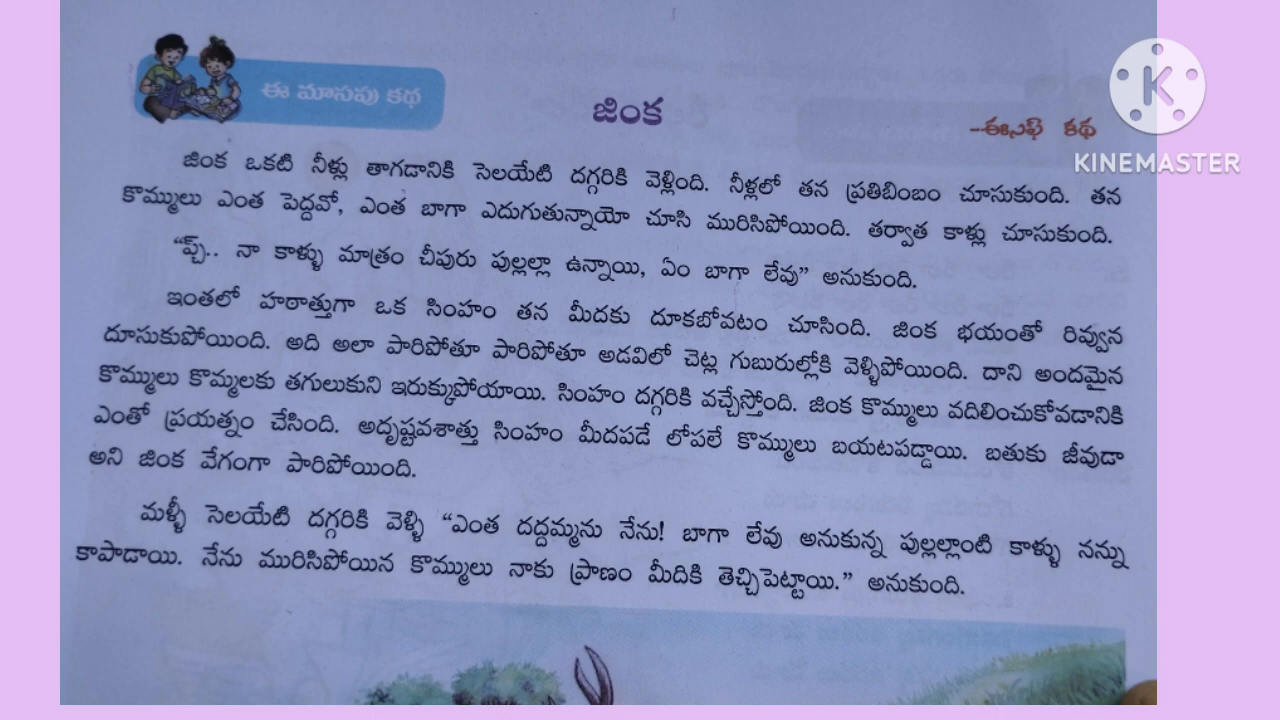 ఈ మాసపు కథ
జింక
-ఈసఫ్ కథ
KINEMASTER
జింక ఒకటి నీళ్లు తాగడానికి సెలయేటి దగ్గరికి వెళ్లింది. నీళ్లలో తన ప్రతిబింబం చూసుకుంది. తన
కొమ్ములు ఎంత పెద్దవో, ఎంత బాగా ఎదుగుతున్నాయో చూసి మురిసిపోయింది. తర్వాత కాళ్లు చూసుకుంది.
“ప్చ్.. నా కాళ్ళు మాత్రం చీపురు పుల్లల్లా ఉన్నాయి, ఏం బాగా లేవు” అనుకుంది.
ఇంతలో హఠాత్తుగా ఒక సింహం తన మీదకు దూకబోవటం చూసింది. జింక భయంతో రివ్వున
దూసుకుపోయింది. అది అలా పారిపోతూ పారిపోతూ అడవిలో చెట్ల గుబురుల్లోకి వెళ్ళిపోయింది. దాని అందమైన
కొమ్ములు కొమ్మలకు తగులుకుని ఇరుక్కుపోయాయి. సింహం దగ్గరికి వచ్చేస్తోంది. జింక కొమ్ములు వదిలించుకోవడానికి
ఎంతో ప్రయత్నం చేసింది. అదృష్టవశాత్తు సింహం మీదపడే లోపలే కొమ్ములు బయటపడ్డాయి. బతుకు జీవుడా
అని జింక వేగంగా పారిపోయింది.
మళ్ళీ సెలయేటి దగ్గరికి వెళ్ళి “ఎంత దద్దమ్మను నేను! బాగా లేవు అనుకున్న పుల్లల్లాంటి కాళ్ళు నన్ను
కాపాడాయి. నేను మురిసిపోయిన కొమ్ములు నాకు ప్రాణం మీదికి తెచ్చిపెట్టాయి.” అనుకుంది.